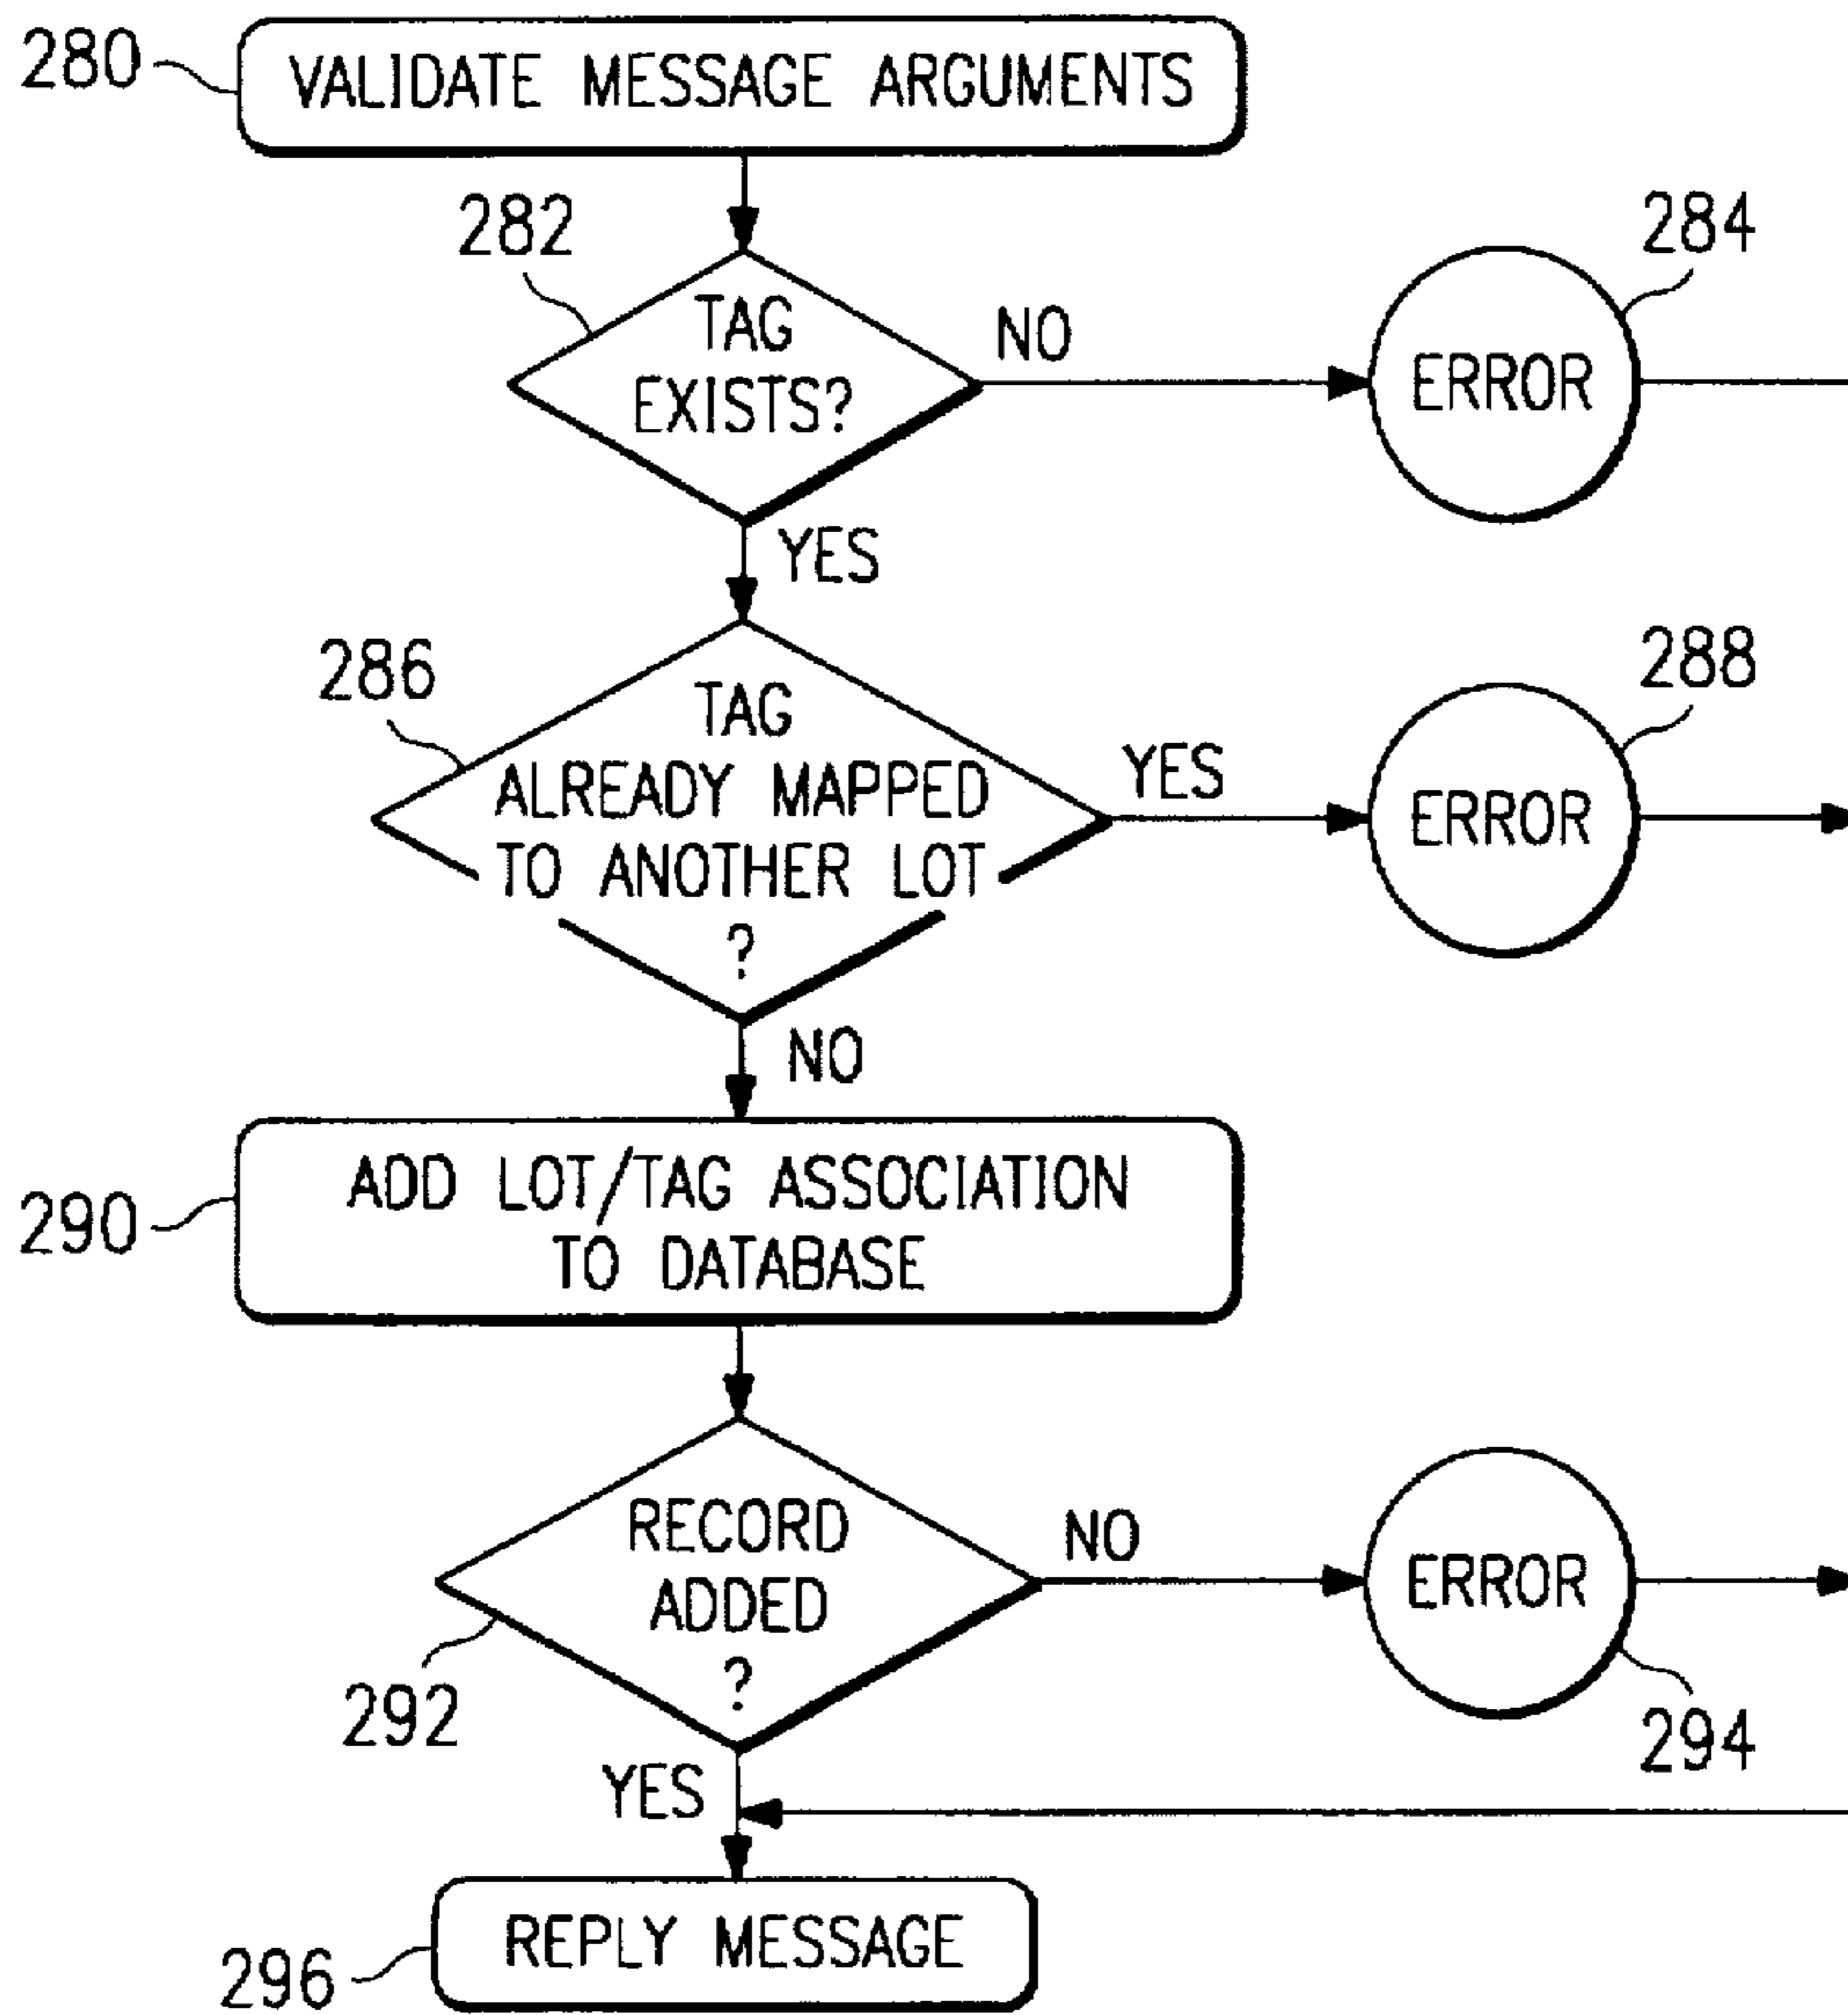 280
VALIDATE MESSAGE ARGUMENTS
282
TAG
EXISTS?
NO
284
ERROR
YES
286
TAG
ALREADY MAPPED
TO ANOTHER LOT
?
YES
288
ERROR
NO
290
ADD LOT/TAG ASSOCIATION
TO DATABASE
RECORD
ADDED
?
NO
ERROR
292
294
YES
REPLY MESSAGE
296